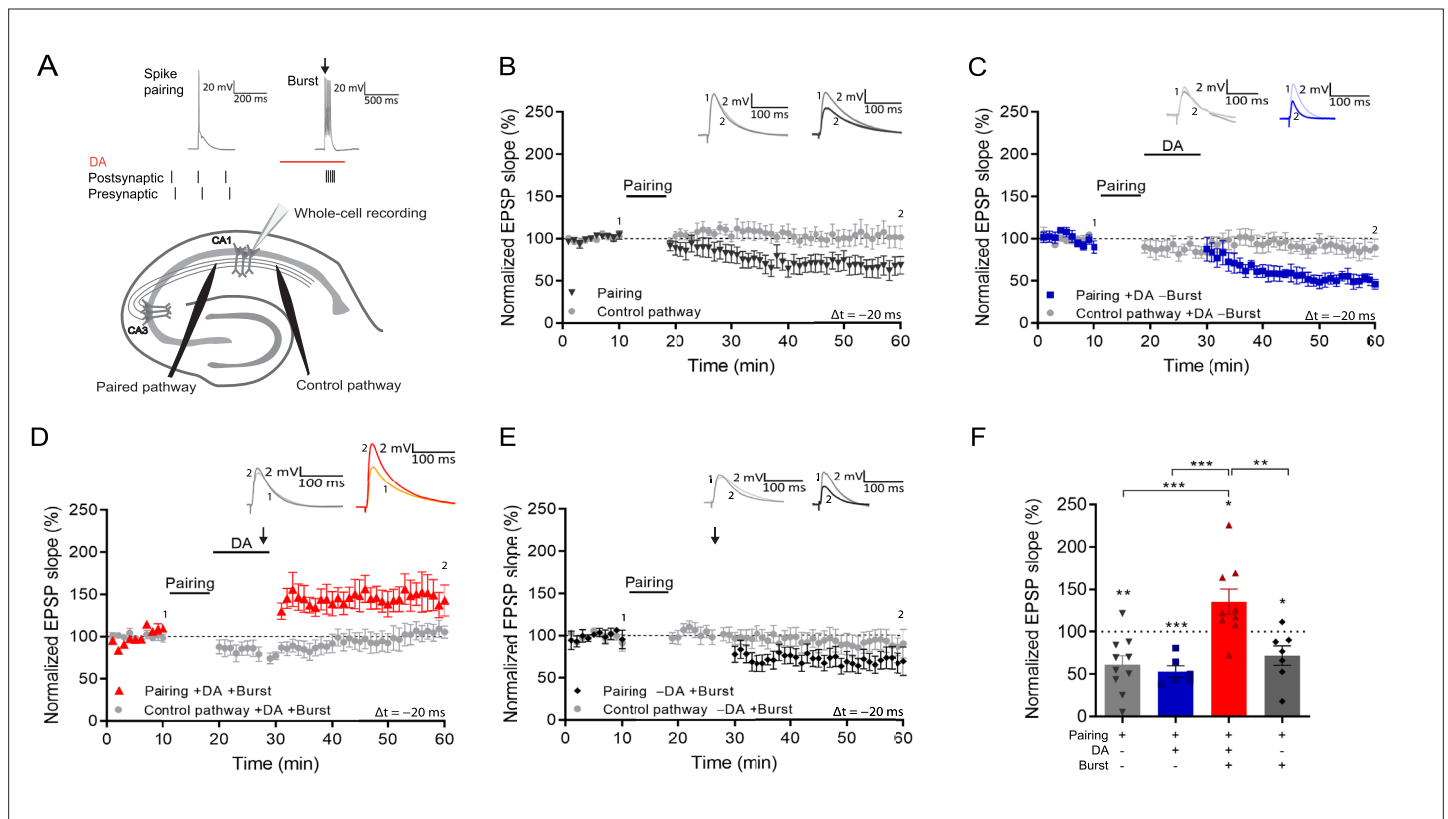 A
Spike pairing
20 mV
200 ms
Burst
20 mV
500 ms
DA
Postsynaptic
Presynaptic
Whole-cell recording
CA1
CA3
Paired pathway
Control pathway
B
Normalized EPSP slope (%)
250
200
150
100
50
0
1
2
2 mV
100 ms
1
2
2 mV
100 ms
Pairing
1
2
Pairing
Control pathway
Δt = −20 ms
0 10 20 30 40 50 60
Time (min)
C
Normalized EPSP slope (%)
250
200
150
100
50
0
1
2
2 mV
100 ms
1
2
2 mV
100 ms
DA
Pairing
1
2
Pairing +DA −Burst
Control pathway +DA −Burst
Δt = −20 ms
0 10 20 30 40 50 60
Time (min)
D
Normalized EPSP slope (%)
250
200
150
100
50
0
2
1
2 mV
100 ms
2
1
2 mV
100 ms
DA
Pairing
1
2
Pairing +DA +Burst
Control pathway +DA +Burst
Δt = −20 ms
0 10 20 30 40 50 60
Time (min)
E
Normalized EPSP slope (%)
250
200
150
100
50
0
1
2
2 mV
100 ms
1
2
2 mV
100 ms
Pairing
1
2
Pairing −DA +Burst
Control pathway −DA +Burst
Δt = −20 ms
0 10 20 30 40 50 60
Time (min)
F
Normalized EPSP slope (%)
250
200
150
100
50
0
*** **
***
*
**
***
*
Pairing + + + +
DA - + + -
Burst - - + +